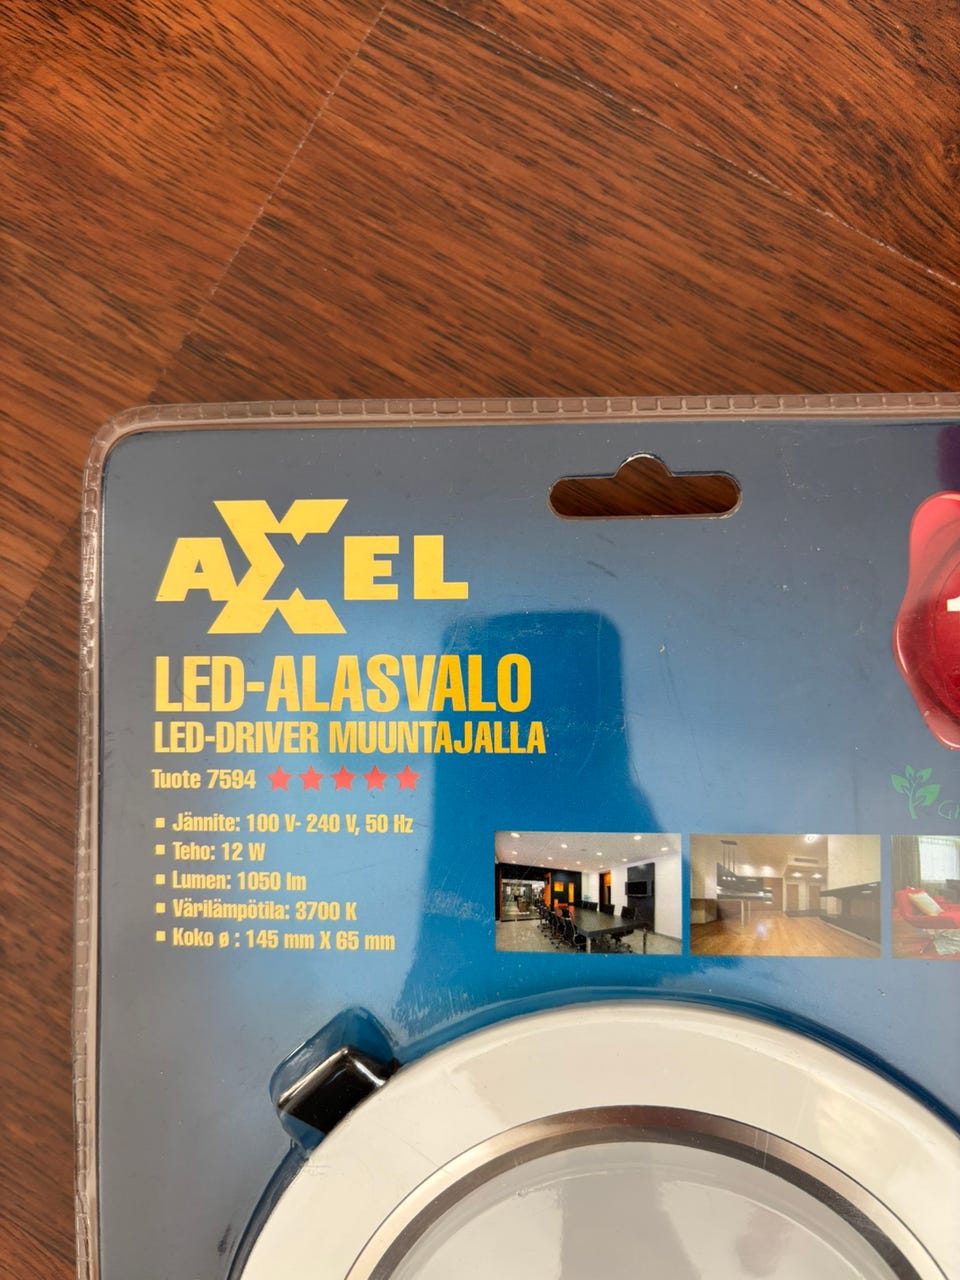 AXEL
LED-ALASVALO
LED-DRIVER MUUNTAJALLA
Tuote 7594
▪ Jännite: 100 V- 240 V, 50 Hz
▪ Teho: 12 W
▪ Lumen: 1050 lm
▪ Värilämpötila: 3700 K
▪ Koko ø : 145 mm X 65 mm